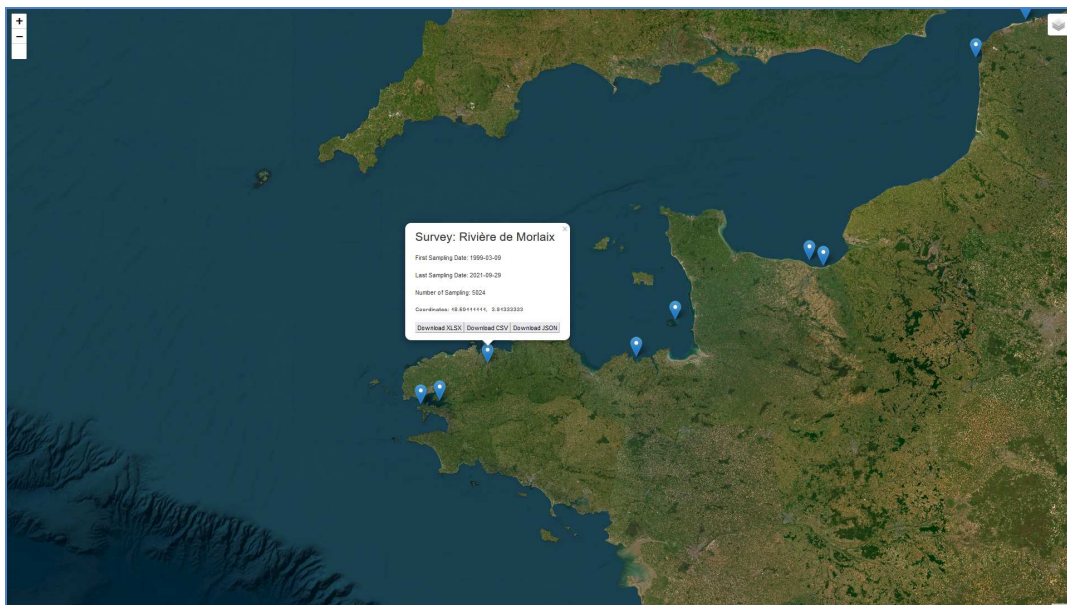 +
−
×
Survey: Rivière de Morlaix
First Sampling Date: 1999-03-09
Last Sampling Date: 2021-09-29
Number of Sampling: 5024
Coordinates:
Download XLSX Download CSV Download JSON